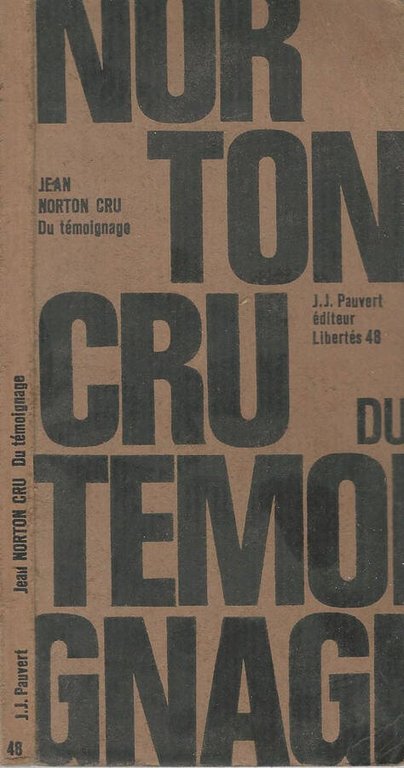 NOR
TON
JEAN
NORTON CRU
Du témoignage
CRU
J.J. Pauvert
éditeur
Libertés 48
DU
TEMOI
GNAGE
48 J.J. Pauvert Jean NORTON CRU Du témoignage